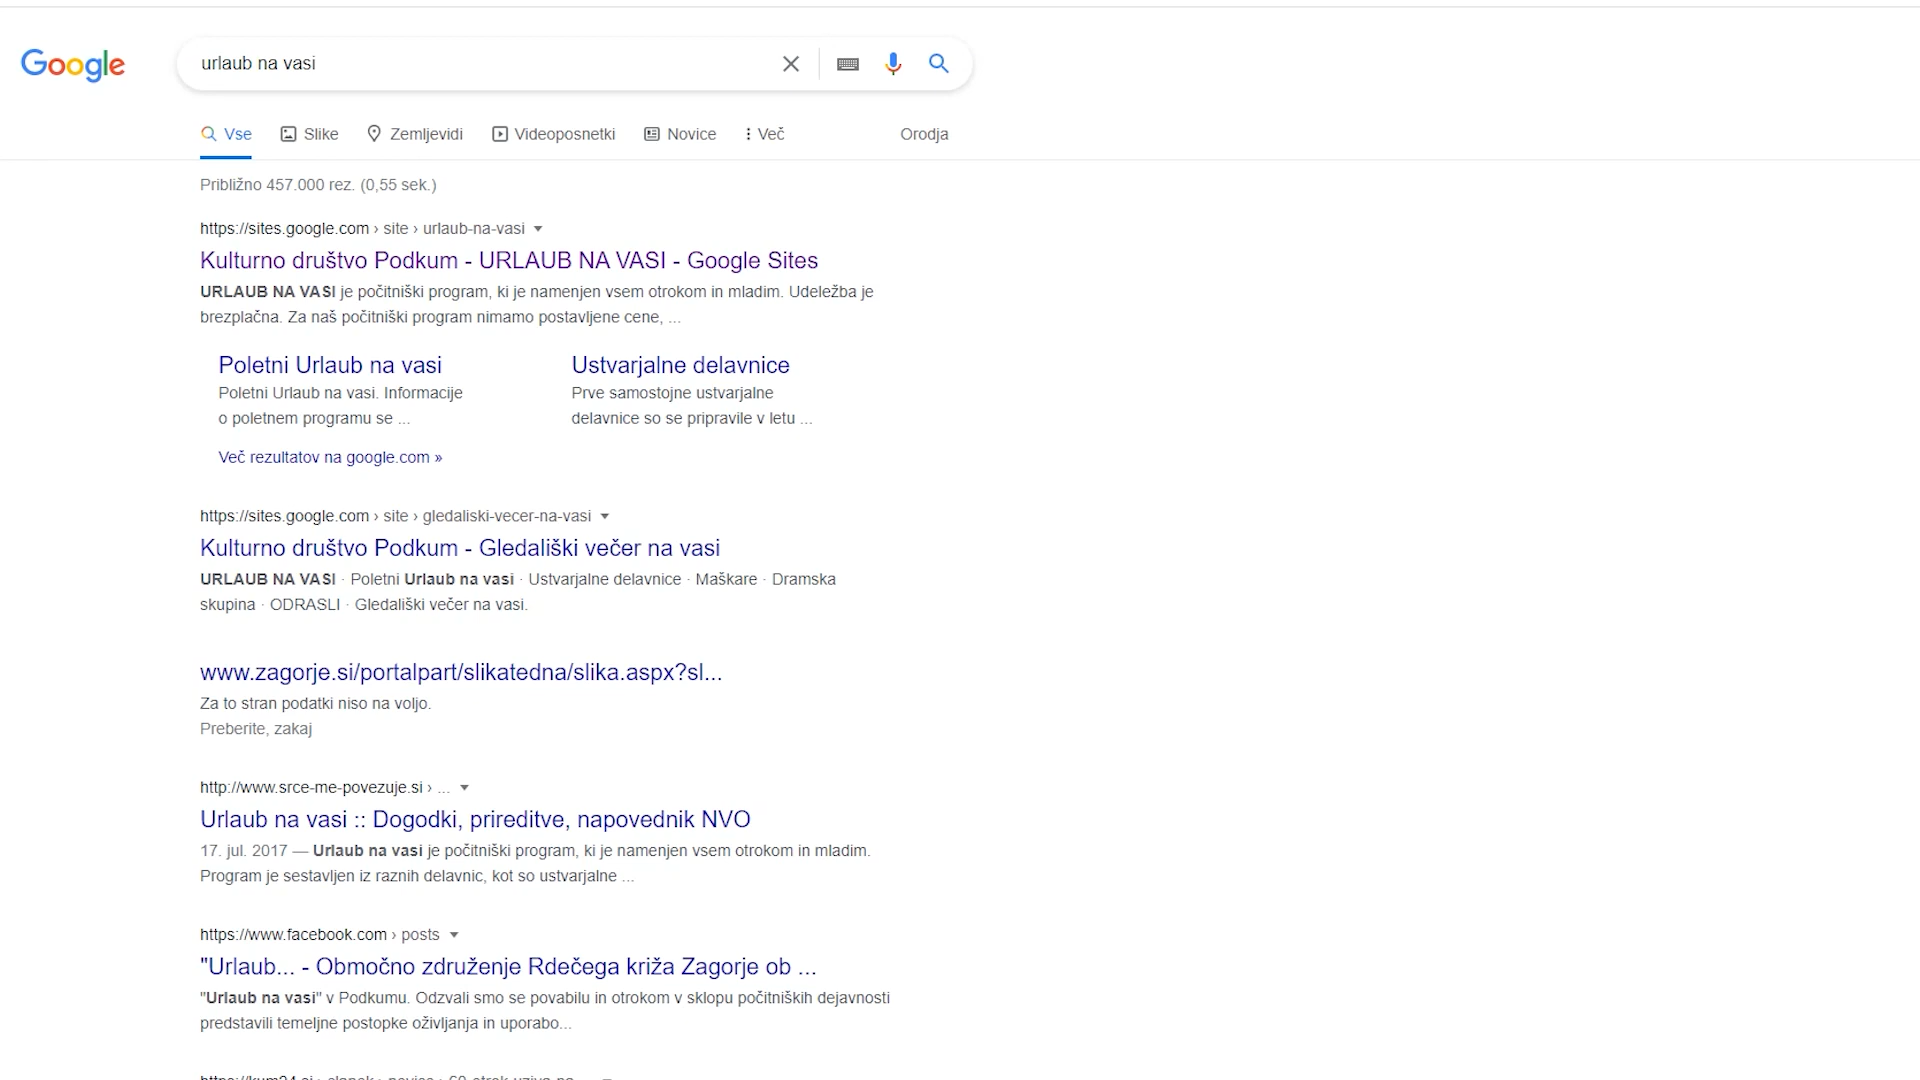 Google
urlaub na vasi
Vse Slike Zemljevidi Videoposnetki Novice Več Orodja
Približno 457.000 rez. (0,55 sek.)
https://sites.google.com › site › urlaub-na-vasi
Kulturno društvo Podkum - URLAUB NA VASI - Google Sites
URLAUB NA VASI je počitniški program, ki je namenjen vsem otrokom in mladim. Udeležba je
brezplačna. Za naš počitniški program nimamo postavljene cene, ...
Poletni Urlaub na vasi
Poletni Urlaub na vasi. Informacije
o poletnem programu se ...
Ustvarjalne delavnice
Prve samostojne ustvarjalne
delavnice so se pripravile v letu ...
Več rezultatov na google.com »
https://sites.google.com › site › gledaliski-vecer-na-vasi
Kulturno društvo Podkum - Gledališki večer na vasi
URLAUB NA VASI · Poletni Urlaub na vasi · Ustvarjalne delavnice · Maškare · Dramska
skupina · ODRASLI · Gledališki večer na vasi.
www.zagorje.si/portalpart/slikatedna/slika.aspx?sl...
Za to stran podatki niso na voljo.
Preberite, zakaj
http://www.srce-me-povezuje.si › ...
Urlaub na vasi :: Dogodki, prireditve, napovednik NVO
17. jul. 2017 — Urlaub na vasi je počitniški program, ki je namenjen vsem otrokom in mladim.
Program je sestavljen iz raznih delavnic, kot so ustvarjalne ...
https://www.facebook.com › posts
"Urlaub... - Območno združenje Rdečega križa Zagorje ob ...
"Urlaub na vasi" v Podkumu. Odzvali smo se povabilu in otrokom v sklopu počitniških dejavnosti
predstavili temeljne postopke oživljanja in uporabo...